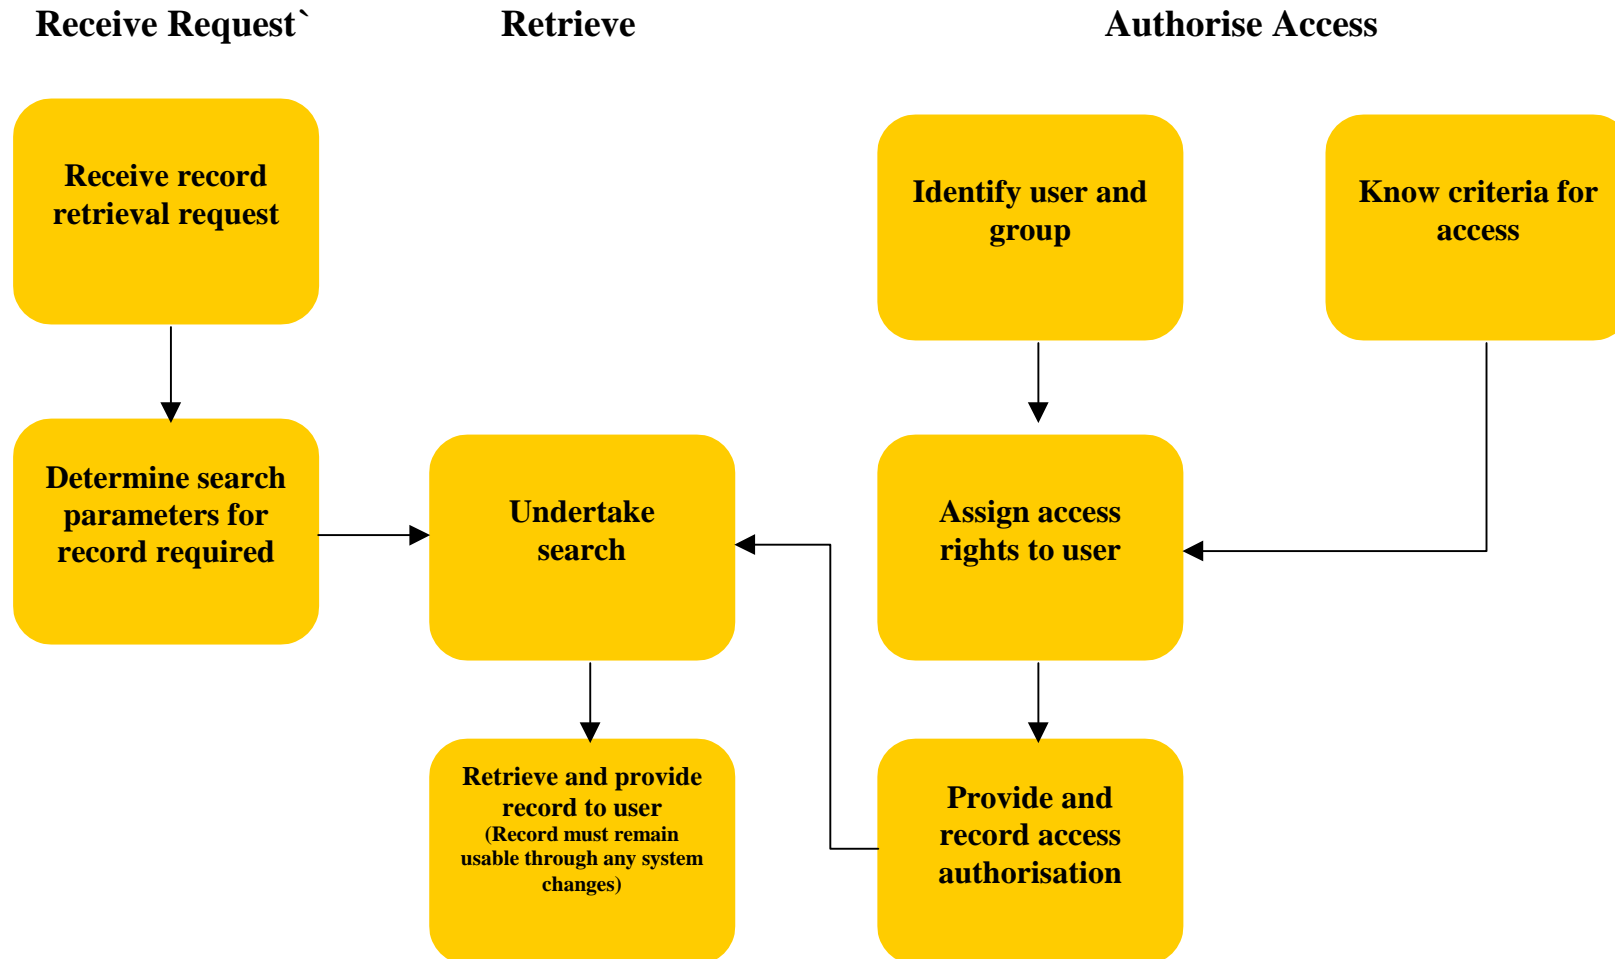 Receive Request`
Retrieve
Authorise Access
Receive record
retrieval request
Identify user and
group
Know criteria for
access
Determine search
parameters for
record required
Undertake
search
Assign access
rights to user
Retrieve and provide
record to user
(Record must remain
usable through any system
changes)
Provide and
record access
authorisation